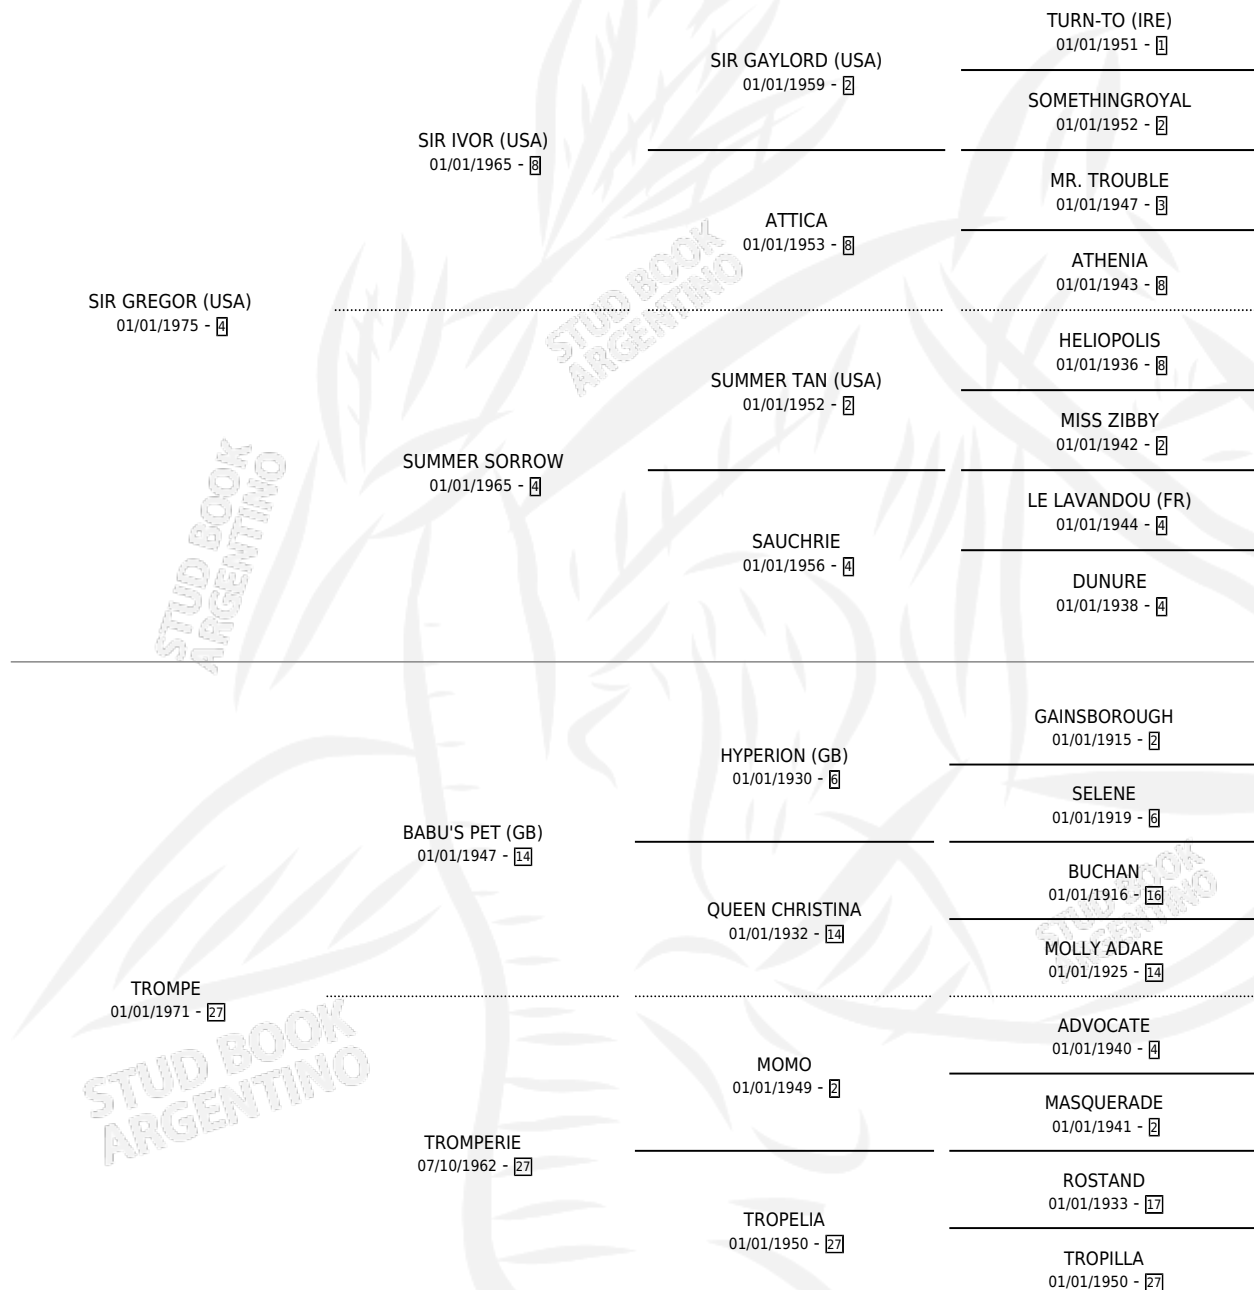 TURN-TO (IRE)
01/01/1951 - 1
SIR GAYLORD (USA)
01/01/1959 - 2
SOMETHINGROYAL
01/01/1952 - 2
SIR IVOR (USA)
01/01/1965 - 8
MR. TROUBLE
01/01/1947 - 3
ATTICA
01/01/1953 - 8
ATHENIA
01/01/1943 - 8
SIR GREGOR (USA)
01/01/1975 - 4
HELIOPOLIS
01/01/1936 - 8
SUMMER TAN (USA)
01/01/1952 - 2
MISS ZIBBY
01/01/1942 - 2
SUMMER SORROW
01/01/1965 - 4
LE LAVANDOU (FR)
01/01/1944 - 4
SAUCHRIE
01/01/1956 - 4
DUNURE
01/01/1938 - 4
STUD BOOK
ARGENTINO
STUD BOOK
ARGENTINO
GAINSBOROUGH
01/01/1915 - 2
HYPERION (GB)
01/01/1930 - 6
SELENE
01/01/1919 - 6
BABU'S PET (GB)
01/01/1947 - 14
BUCHAN
01/01/1916 - 16
QUEEN CHRISTINA
01/01/1932 - 14
MOLLY ADARE
01/01/1925 - 14
STUD BOOK
ARGENTINO
TROMPE
01/01/1971 - 27
ADVOCATE
01/01/1940 - 4
MOMO
01/01/1949 - 2
MASQUERADE
01/01/1941 - 2
STUD BOOK
ARGENTINO
TROMPERIE
07/10/1962 - 27
ROSTAND
01/01/1933 - 17
TROPELIA
01/01/1950 - 27
TROPILLA
01/01/1950 - 27